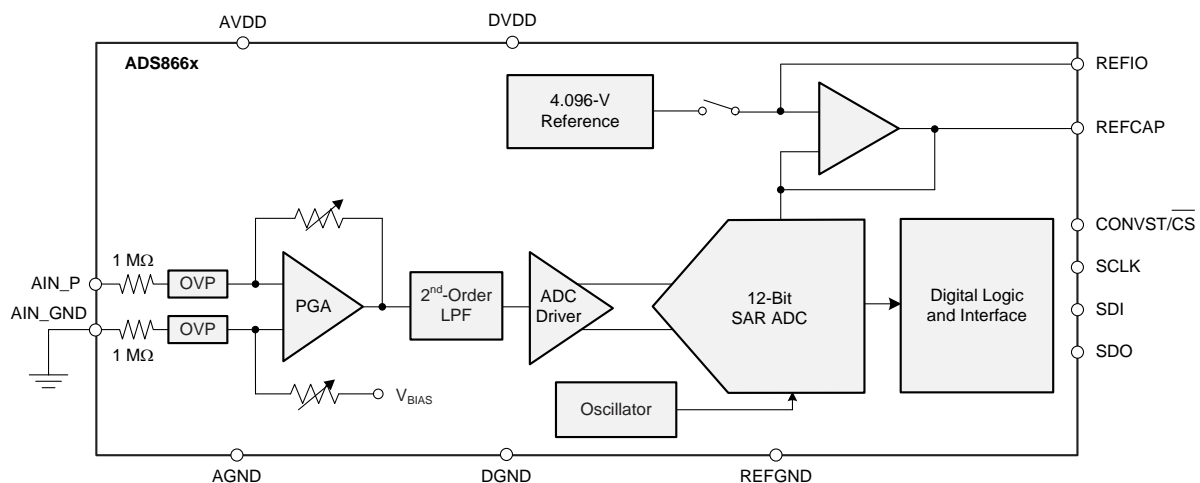 AVDD
DVDD
ADS866x
REFIO
4.096-V
Reference
REFCAP
CONVST/CS
1 MΩ
OVP
AIN_P
PGA
2nd-Order
LPF
ADC
Driver
12-Bit
SAR ADC
Digital Logic
and Interface
SCLK
AIN_GND
OVP
1 MΩ
SDI
SDO
VBIAS
Oscillator
AGND
DGND
REFGND